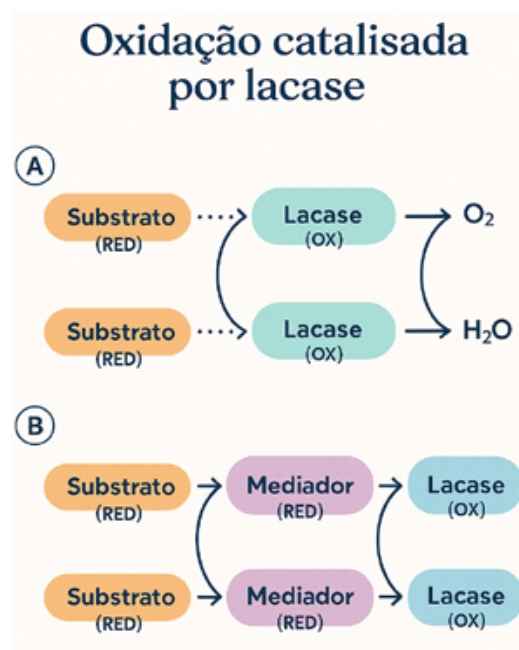 Oxidação catalisada
por lacase
A
Substrato
(RED)
Lacase
(OX)
O₂
Substrato
(RED)
Lacase
(OX)
H₂O
B
Substrato
(RED)
Mediador
(RED)
Lacase
(OX)
Substrato
(RED)
Mediador
(RED)
Lacase
(OX)